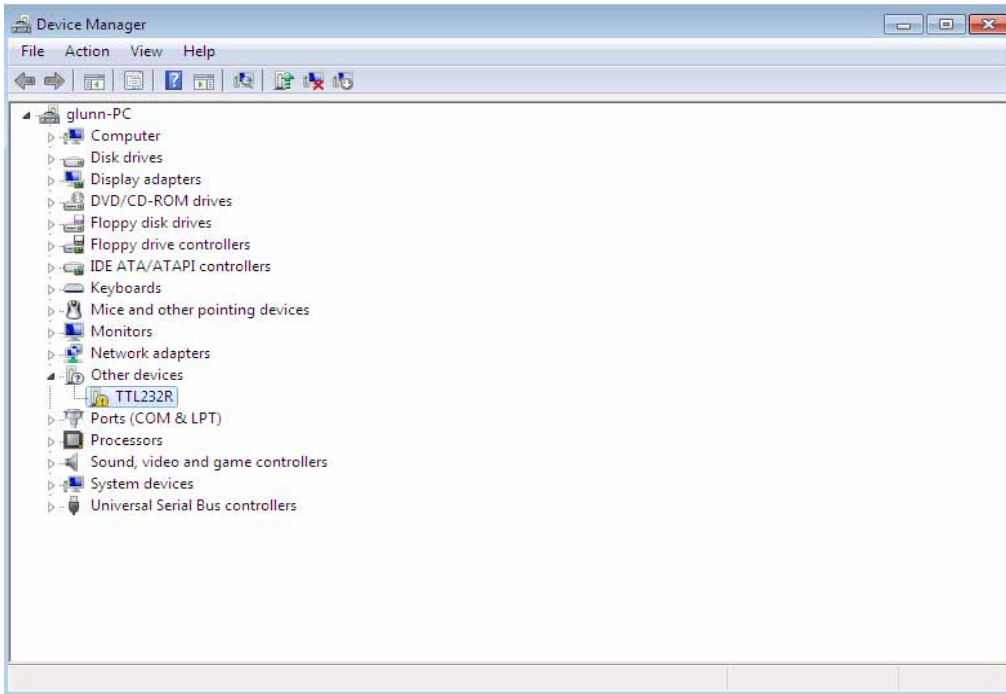 Device Manager
File Action View Help
glunn-PC
Computer
Disk drives
Display adapters
DVD/CD-ROM drives
Floppy disk drives
Floppy drive controllers
IDE ATA/ATAPI controllers
Keyboards
Mice and other pointing devices
Monitors
Network adapters
Other devices
TTL232R
Ports (COM & LPT)
Processors
Sound, video and game controllers
System devices
Universal Serial Bus controllers